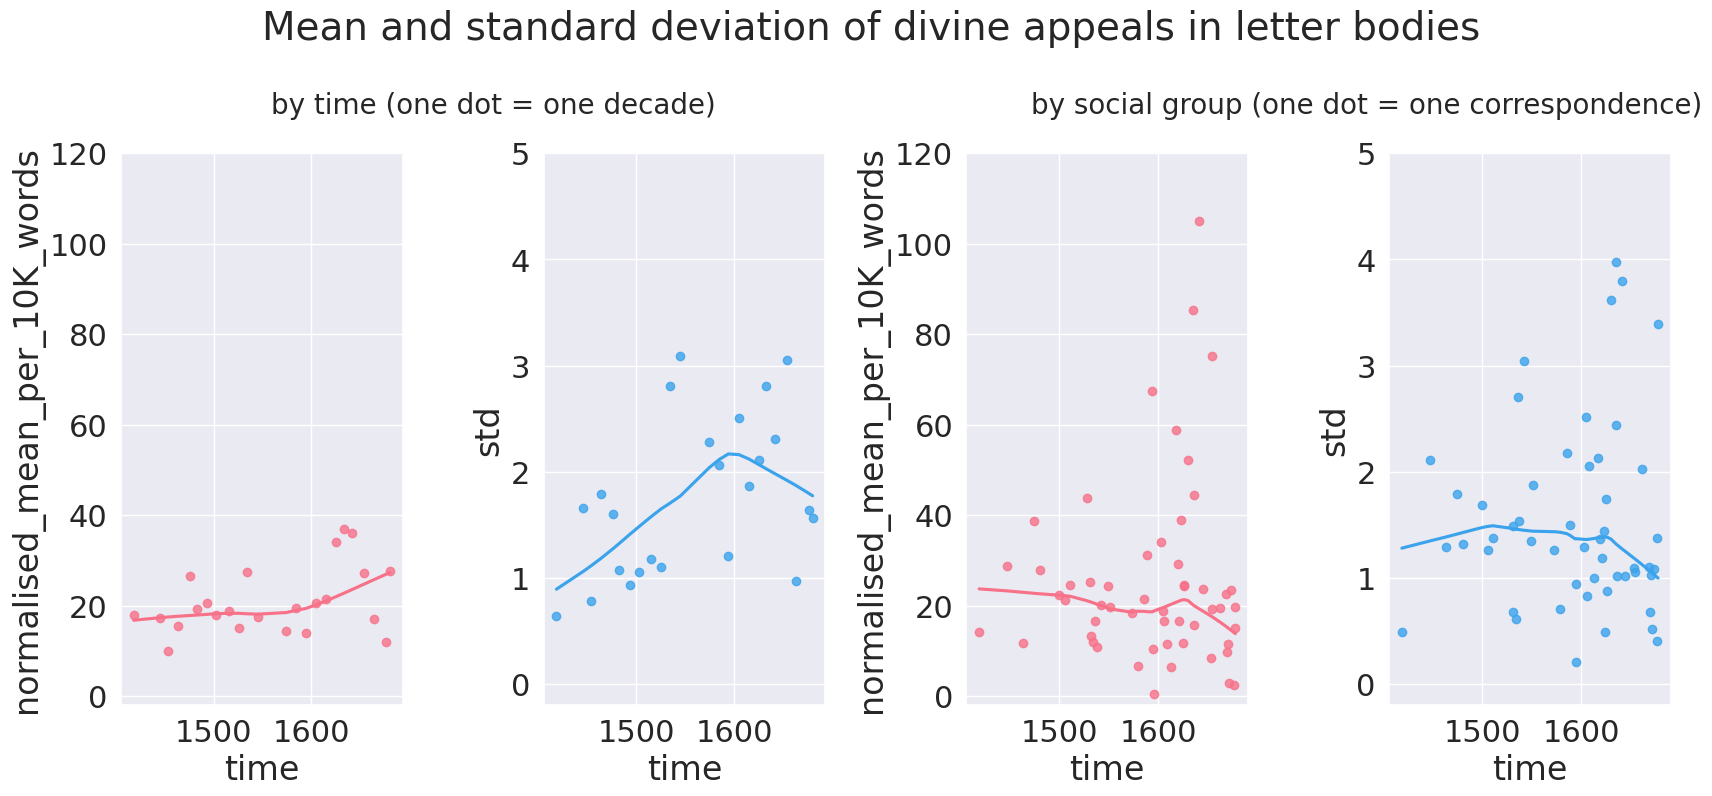 Mean and standard deviation of divine appeals in letter bodies
by time (one dot = one decade)
by social group (one dot = one correspondence)
normalised_mean_per_10K_words
120
100
80
60
40
20
0
1500 1600
time
std
5
4
3
2
1
0
1500 1600
time
normalised_mean_per_10K_words
120
100
80
60
40
20
0
1500 1600
time
std
5
4
3
2
1
0
1500 1600
time